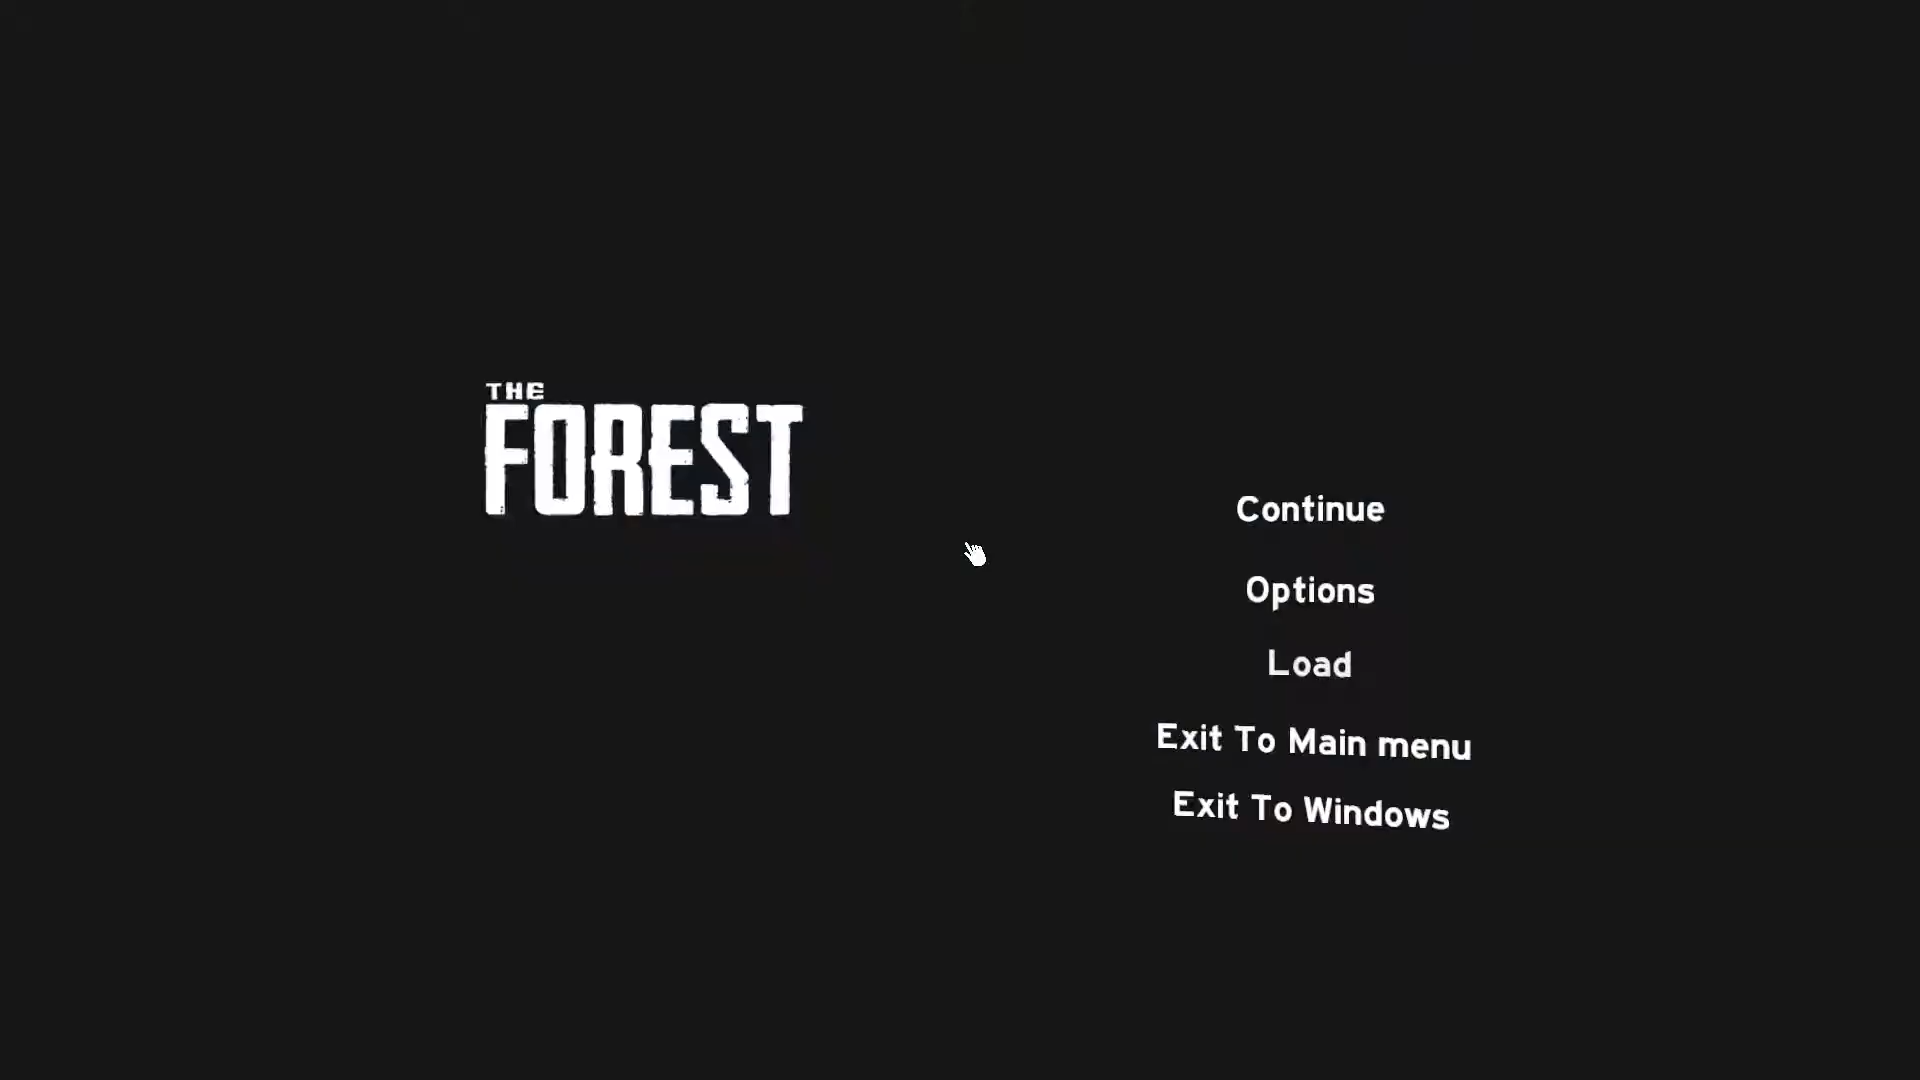 THE
FOREST
Continue
Options
Load
Exit To Main menu
Exit To Windows